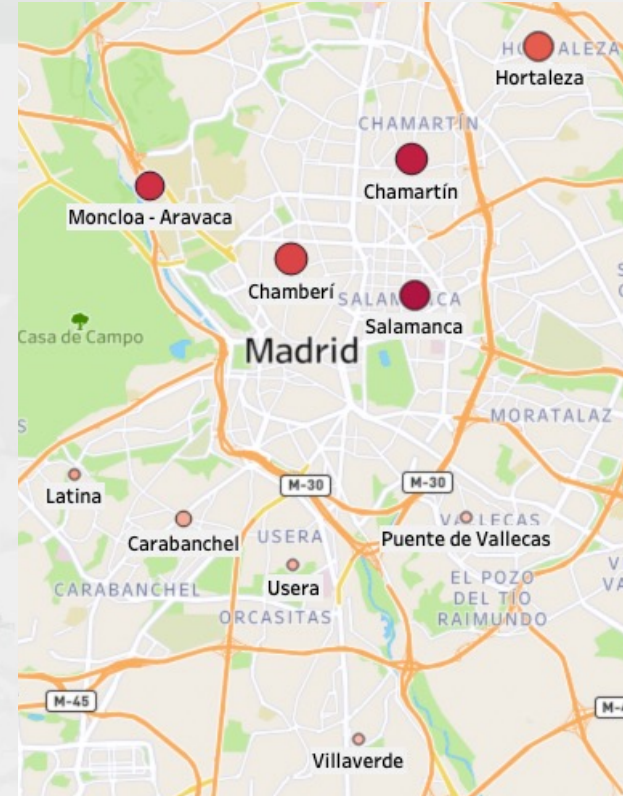 HORTALEZA
Hortaleza
CHAMARTÍN
Chamartín
Moncloa - Aravaca
Chamberí
SALAMANCA
Salamanca
Casa de Campo
Madrid
MORATALAZ
Latina
M-30
M-30
Carabanchel
USERA
VALLECAS
Puente de Vallecas
Usera
CARABANCHEL
EL POZO
DEL TÍO
RAIMUNDO
ORCASITAS
M-45
Villaverde